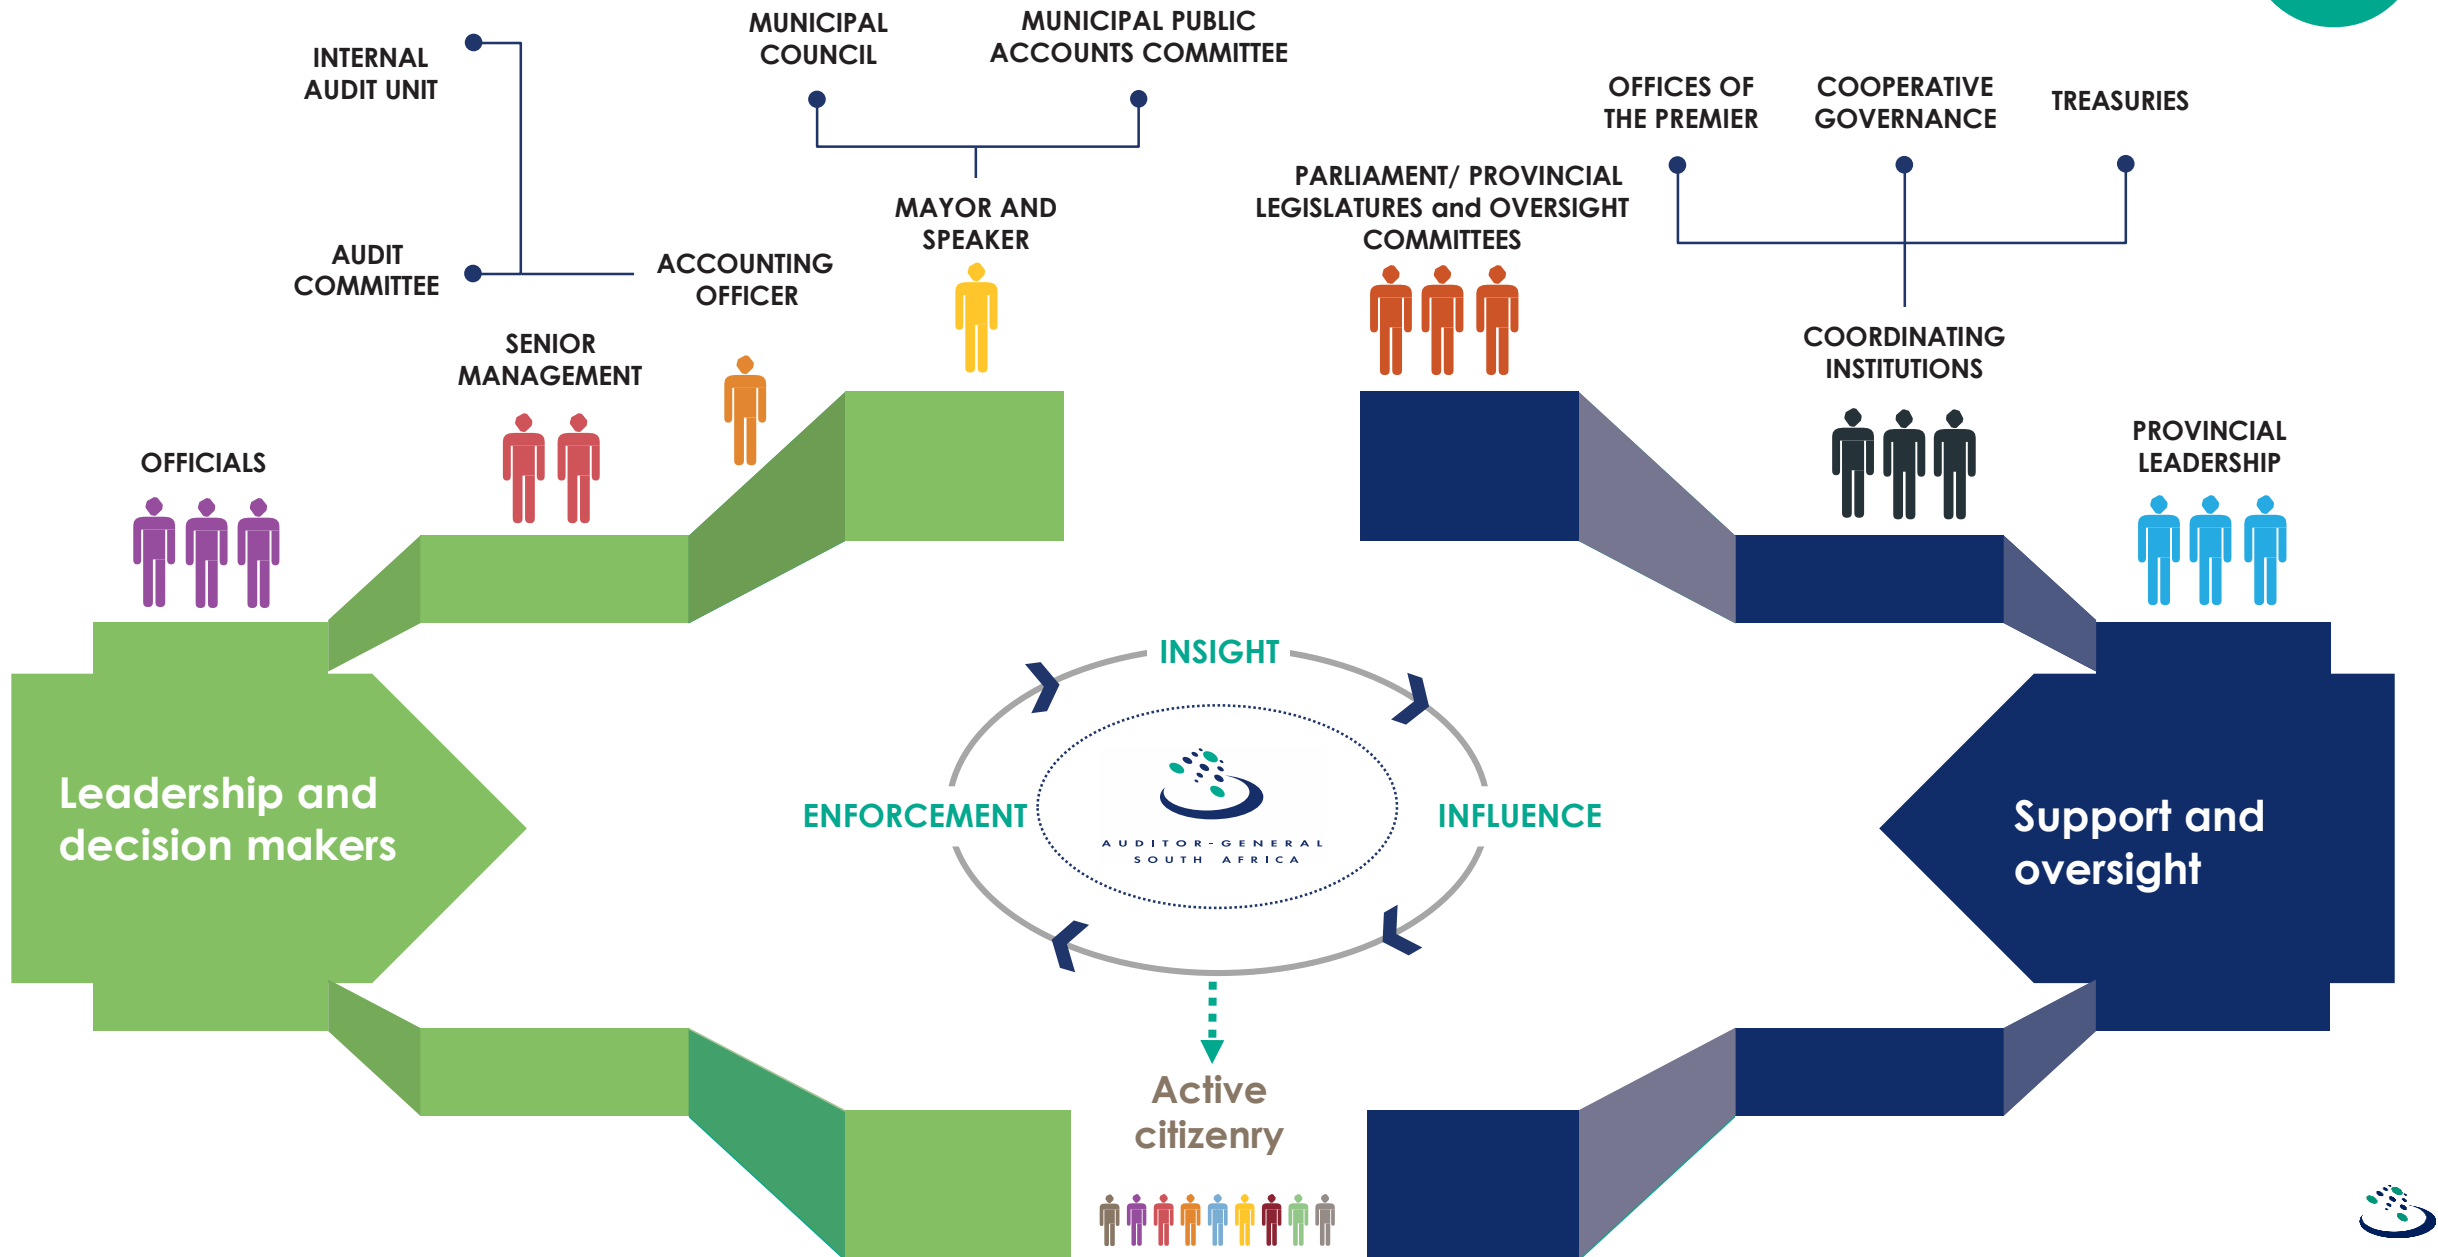 INTERNAL
AUDIT UNIT
MUNICIPAL
COUNCIL
MUNICIPAL PUBLIC
ACCOUNTS COMMITTEE
OFFICES OF
THE PREMIER
COOPERATIVE
GOVERNANCE
TREASURIES
AUDIT
COMMITTEE
ACCOUNTING
OFFICER
MAYOR AND
SPEAKER
PARLIAMENT/ PROVINCIAL
LEGISLATURES and OVERSIGHT
COMMITTEES
SENIOR
MANAGEMENT
COORDINATING
INSTITUTIONS
OFFICIALS
PROVINCIAL
LEADERSHIP
INSIGHT
Leadership and
decision makers
ENFORCEMENT
AUDITOR-GENERAL
SOUTH AFRICA
INFLUENCE
Support and
oversight
Active
citizenry